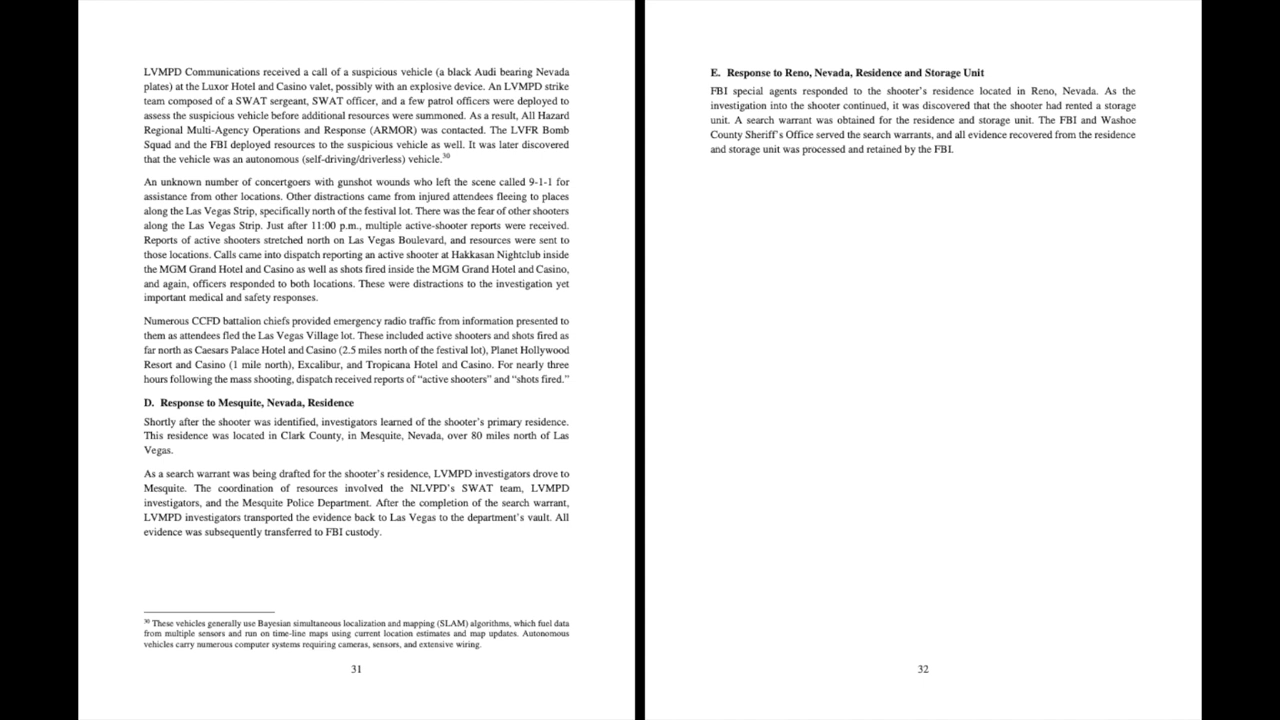 LVMPD Communications received a call of a suspicious vehicle (a black Audi bearing Nevada
plates) at the Luxor Hotel and Casino valet, possibly with an explosive device. An LVMPD strike
team composed of a SWAT sergeant, SWAT officer, and a few patrol officers were deployed to
assess the suspicious vehicle before additional resources were summoned. As a result, All Hazard
Regional Multi-Agency Operations and Response (ARMOR) was contacted. The LVFR Bomb
Squad and the FBI deployed resources to the suspicious vehicle as well. It was later discovered
that the vehicle was an autonomous (self-driving/driverless) vehicle.30
An unknown number of concertgoers with gunshot wounds who left the scene called 9-1-1 for
assistance from other locations. Other distractions came from injured attendees fleeing to places
along the Las Vegas Strip, specifically north of the festival lot. There was the fear of other shooters
along the Las Vegas Strip. Just after 11:00 p.m., multiple active-shooter reports were received.
Reports of active shooters stretched north on Las Vegas Boulevard, and resources were sent to
those locations. Calls came into dispatch reporting an active shooter at Hakkasan Nightclub inside
the MGM Grand Hotel and Casino as well as shots fired inside the MGM Grand Hotel and Casino,
and again, officers responded to both locations. These were distractions to the investigation yet
important medical and safety responses.
Numerous CCFD battalion chiefs provided emergency radio traffic from information presented to
them as attendees fled the Las Vegas Village lot. These included active shooters and shots fired as
far north as Caesars Palace Hotel and Casino (2.5 miles north of the festival lot), Planet Hollywood
Resort and Casino (1 mile north), Excalibur, and Tropicana Hotel and Casino. For nearly three
hours following the mass shooting, dispatch received reports of “active shooters” and “shots fired.”
D. Response to Mesquite, Nevada, Residence
Shortly after the shooter was identified, investigators learned of the shooter’s primary residence.
This residence was located in Clark County, in Mesquite, Nevada, over 80 miles north of Las
Vegas.
As a search warrant was being drafted for the shooter’s residence, LVMPD investigators drove to
Mesquite. The coordination of resources involved the NLVPD’s SWAT team, LVMPD
investigators, and the Mesquite Police Department. After the completion of the search warrant,
LVMPD investigators transported the evidence back to Las Vegas to the department’s vault. All
evidence was subsequently transferred to FBI custody.
30 These vehicles generally use Bayesian simultaneous localization and mapping (SLAM) algorithms, which fuel data
from multiple sensors and run on time-line maps using current location estimates and map updates. Autonomous
vehicles carry numerous computer systems requiring cameras, sensors, and extensive wiring.
31
E. Response to Reno, Nevada, Residence and Storage Unit
FBI special agents responded to the shooter’s residence located in Reno, Nevada. As the
investigation into the shooter continued, it was discovered that the shooter had rented a storage
unit. A search warrant was obtained for the residence and storage unit. The FBI and Washoe
County Sheriff’s Office served the search warrants, and all evidence recovered from the residence
and storage unit was processed and retained by the FBI.
32